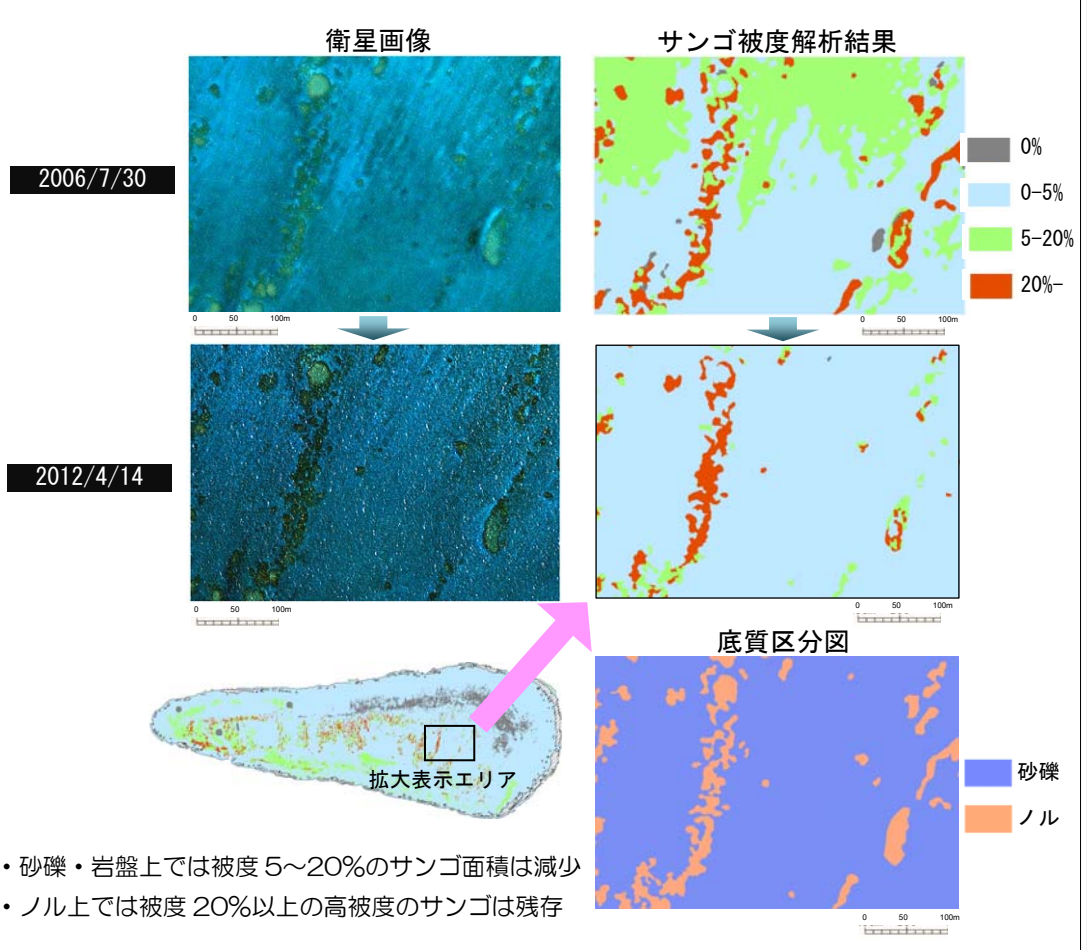 衛星画像
サンゴ被度解析結果
2006/7/30
0%
0-5%
5-20%
20%-
0 50 100m
0 50 100m
2012/4/14
0 50 100m
0 50 100m
底質区分図
拡大表示エリア
砂礫
ノル
・砂礫・岩盤上では被度 5~20%のサンゴ面積は減少
・ノル上では被度 20%以上の高被度のサンゴは残存
0 50 100m